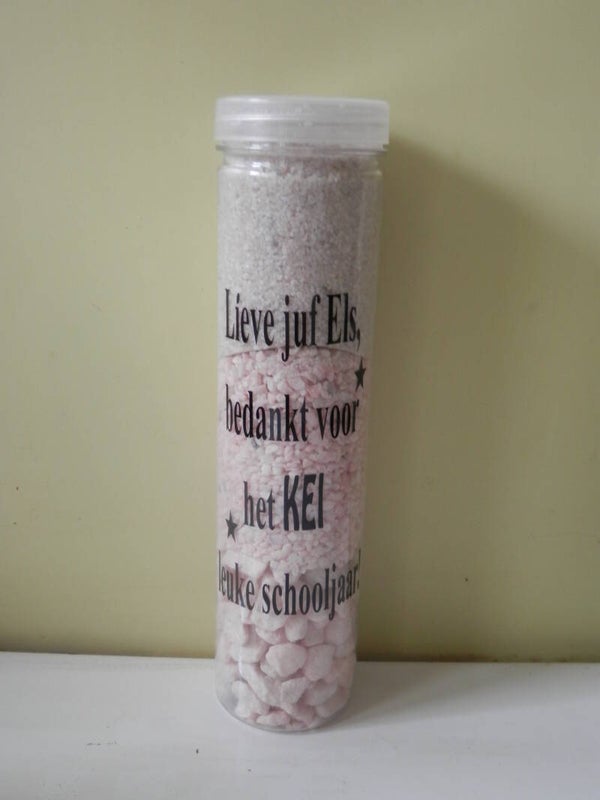 Lieve juf Els,
bedankt voor
het KEI
leuke schooljaar!